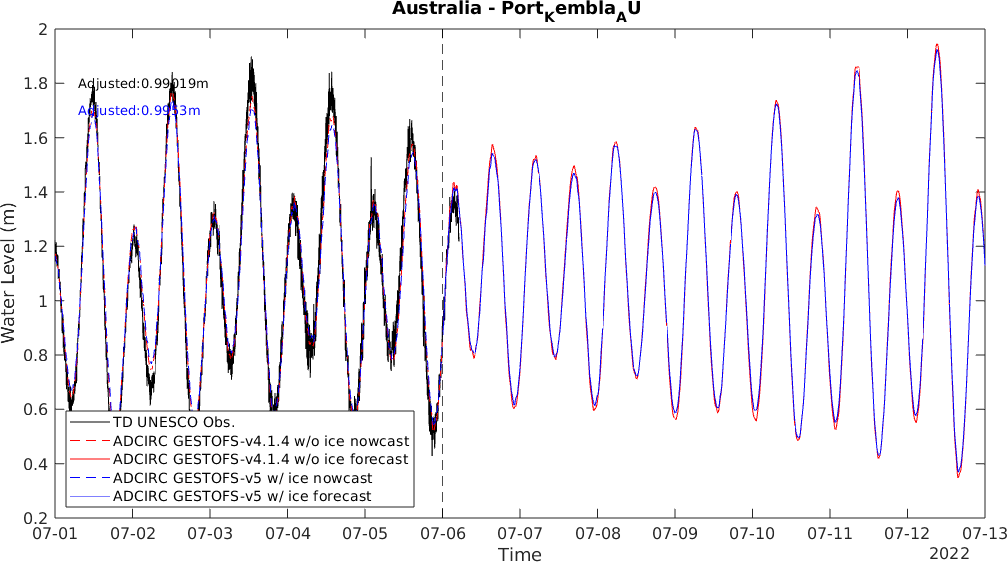 Australia - Port_Kembla_AU
2
1.8
1.6
1.4
1.2
1
0.8
0.6
0.4
0.2
Water Level (m)
Adjusted:0.99019m
Adjusted:0.9953m
TD UNESCO Obs.
ADCIRC GESTOFS-v4.1.4 w/o ice nowcast
ADCIRC GESTOFS-v4.1.4 w/o ice forecast
ADCIRC GESTOFS-v5 w/ ice nowcast
ADCIRC GESTOFS-v5 w/ ice forecast
07-01 07-02 07-03 07-04 07-05 07-06 07-07 07-08 07-09 07-10 07-11 07-12 07-13
Time
2022